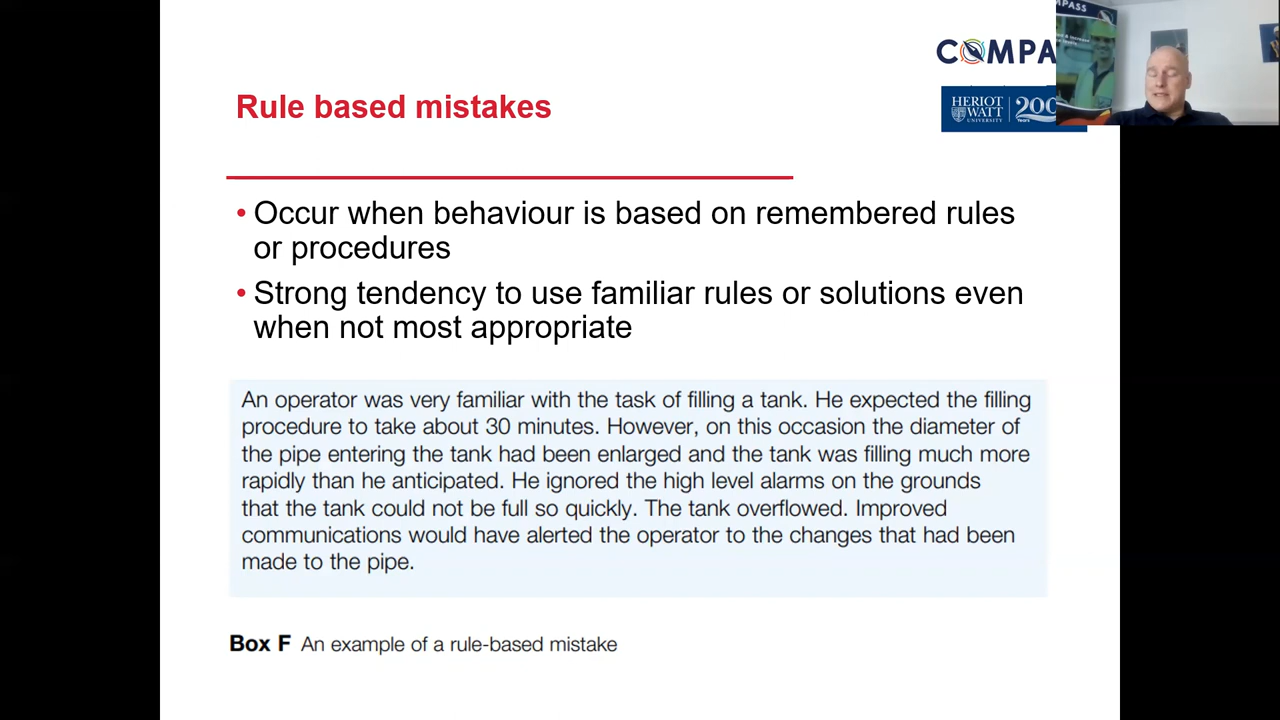 COMPA
COMPASS
HERIOT
WATT
UNIVERSITY
200
YEARS
Rule based mistakes
• Occur when behaviour is based on remembered rules
or procedures
• Strong tendency to use familiar rules or solutions even
when not most appropriate
An operator was very familiar with the task of filling a tank. He expected the filling
procedure to take about 30 minutes. However, on this occasion the diameter of
the pipe entering the tank had been enlarged and the tank was filling much more
rapidly than he anticipated. He ignored the high level alarms on the grounds
that the tank could not be full so quickly. The tank overflowed. Improved
communications would have alerted the operator to the changes that had been
made to the pipe.
Box F An example of a rule-based mistake